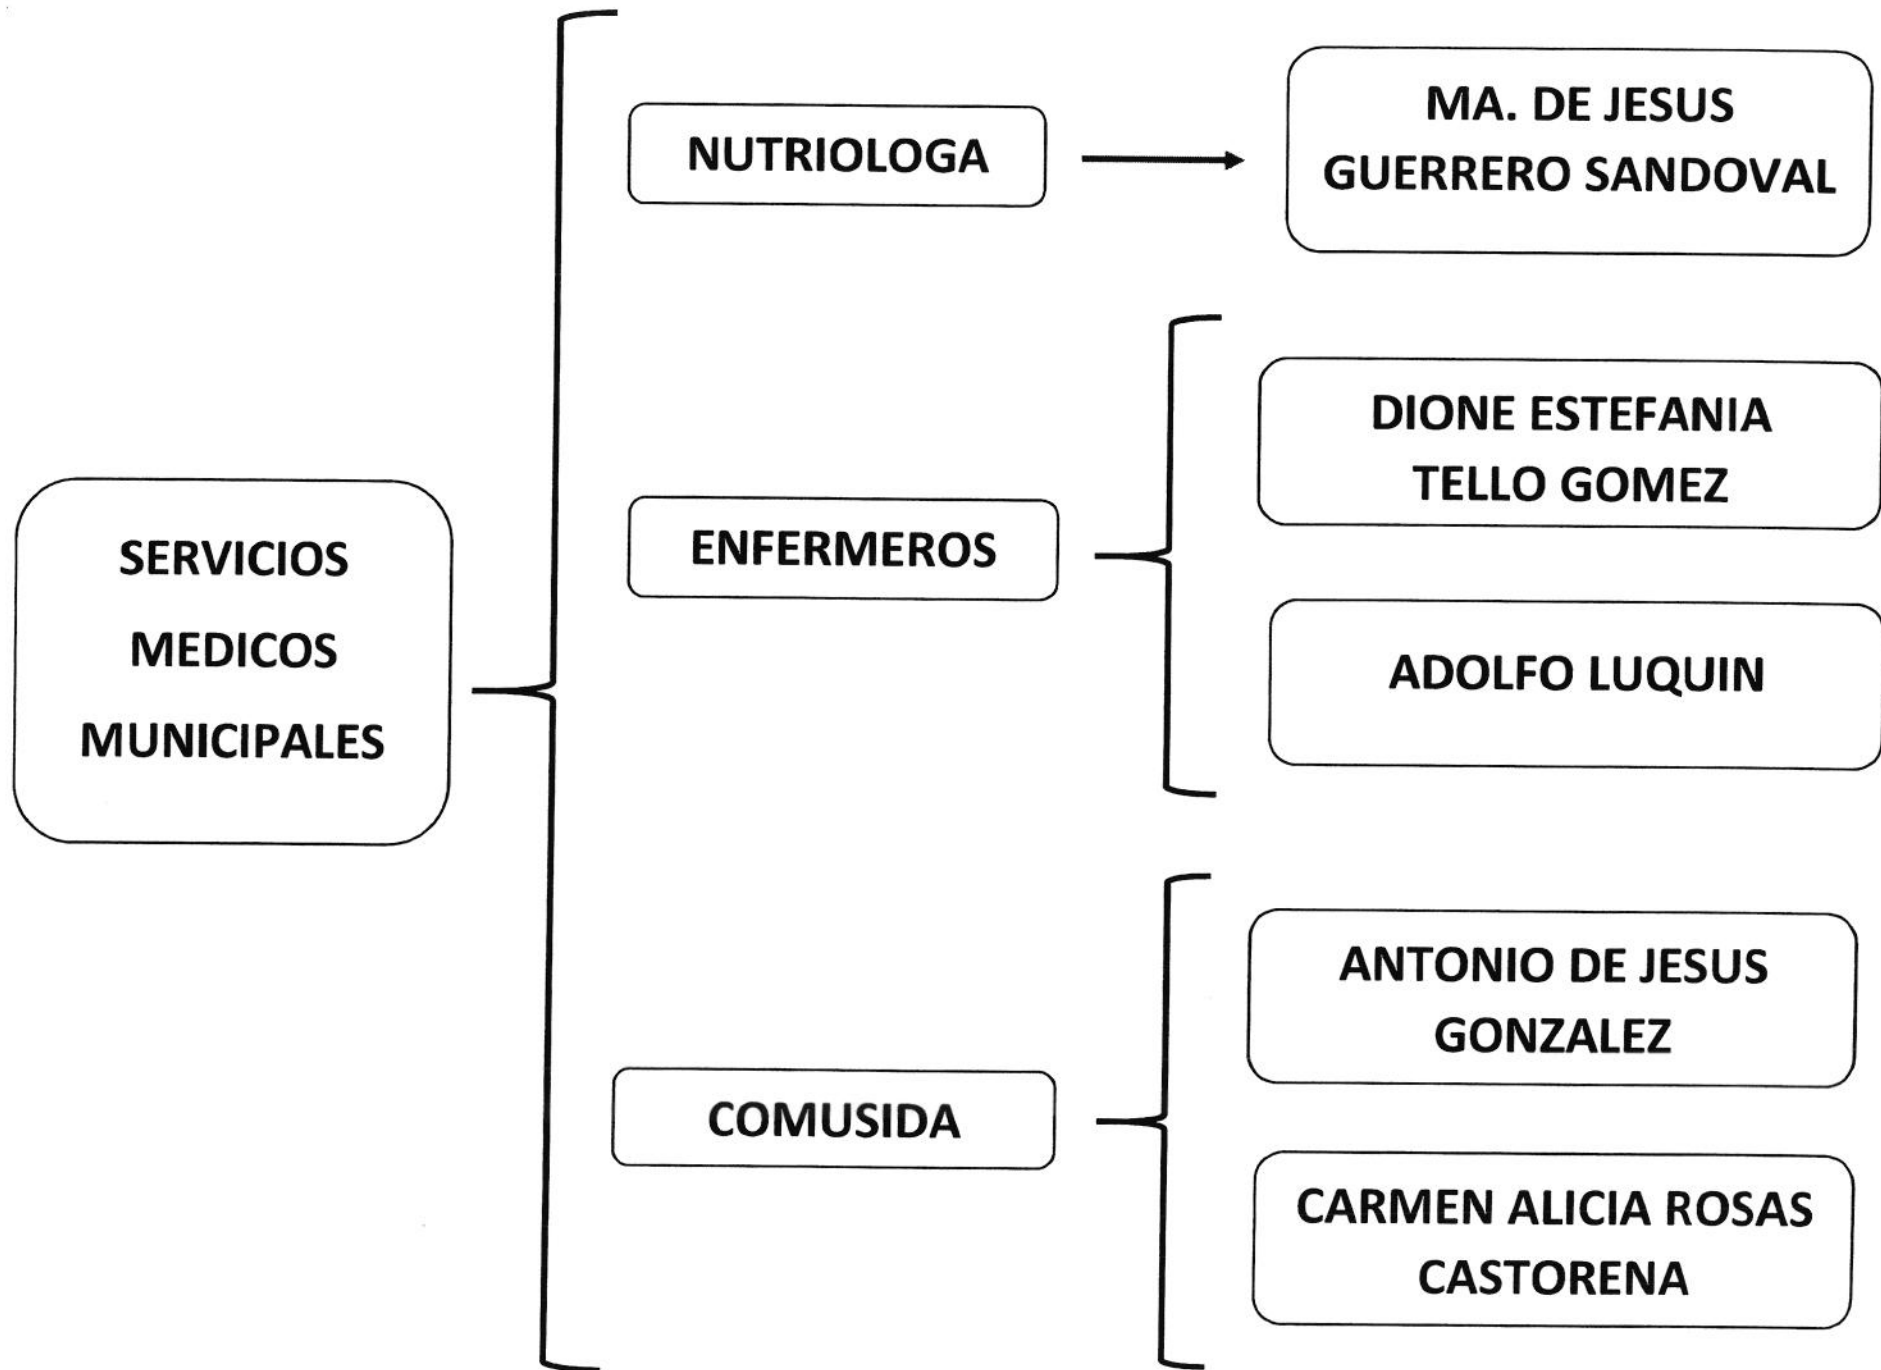 SERVICIOS
MEDICOS
MUNICIPALES
NUTRIOLOGA
MA. DE JESUS
GUERRERO SANDOVAL
ENFERMEROS
DIONE ESTEFANIA
TELLO GOMEZ
ADOLFO LUQUIN
COMUSIDA
ANTONIO DE JESUS
GONZALEZ
CARMEN ALICIA ROSAS
CASTORENA